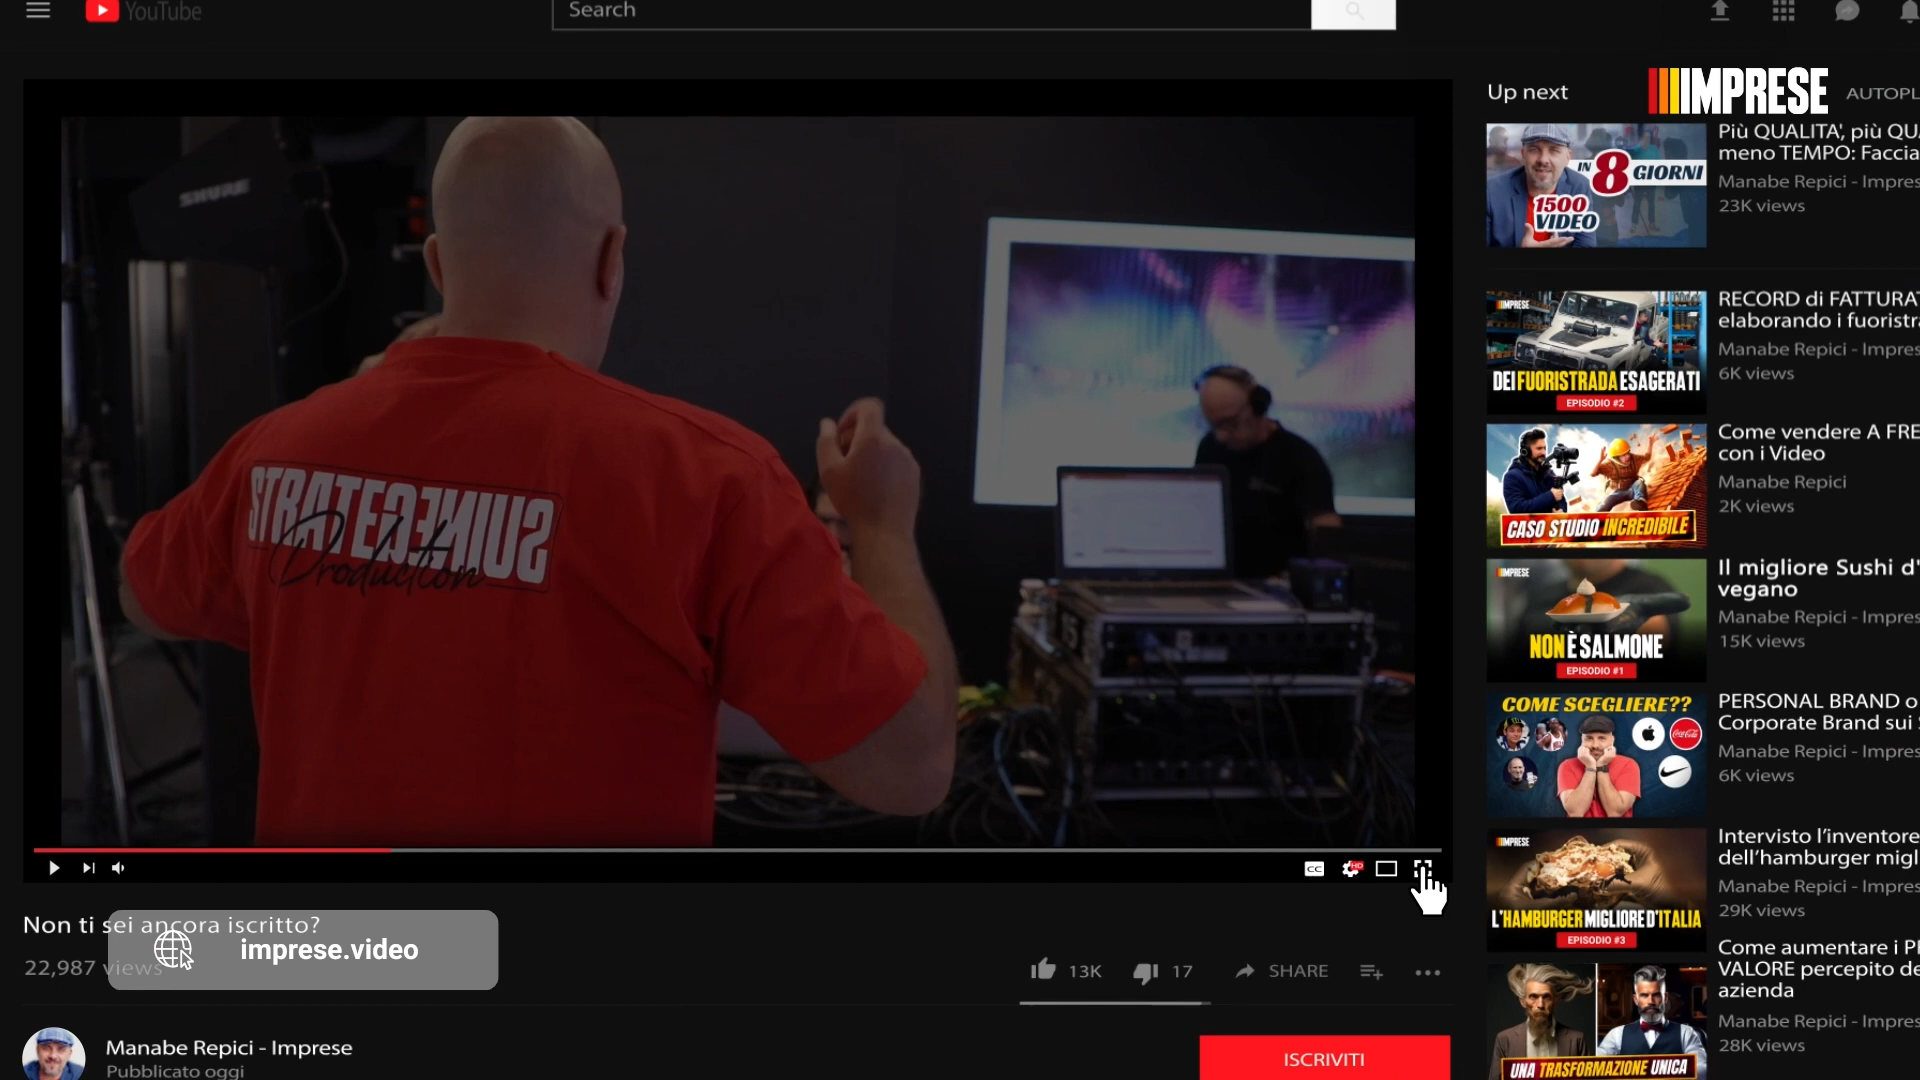 YouTube
Search
SHURE
STRATEGENIUS
Production
CC
HD
Non ti sei ancora iscritto?
imprese.video
22,987 views
13K
17
SHARE
Manabe Repici - Imprese
Pubblicato oggi
ISCRIVITI
Up next
IMPRESE
AUTOPL
IN 8 GIORNI
1500
VIDEO
Più QUALITA', più QU
meno TEMPO: Faccia
Manabe Repici - Impres
23K views
IMPRESE
DEI FUORISTRADA ESAGERATI
EPISODIO #2
RECORD di FATTURAT
elaborando i fuoristr
Manabe Repici - Impres
6K views
CASO STUDIO INCREDIBILE
Come vendere A FRE
con i Video
Manabe Repici
2K views
IMPRESE
NON È SALMONE
EPISODIO #1
Il migliore Sushi d'
vegano
Manabe Repici - Impres
15K views
COME SCEGLIERE??
Coca-Cola
PERSONAL BRAND o
Corporate Brand sui
Manabe Repici - Impres
6K views
IMPRESE
L'HAMBURGER MIGLIORE D'ITALIA
EPISODIO #3
Intervisto l'inventore
dell'hamburger migl
Manabe Repici - Impres
29K views
UNA TRASFORMAZIONE UNICA
Come aumentare i P
VALORE percepito de
azienda
Manabe Repici - Impres
28K views